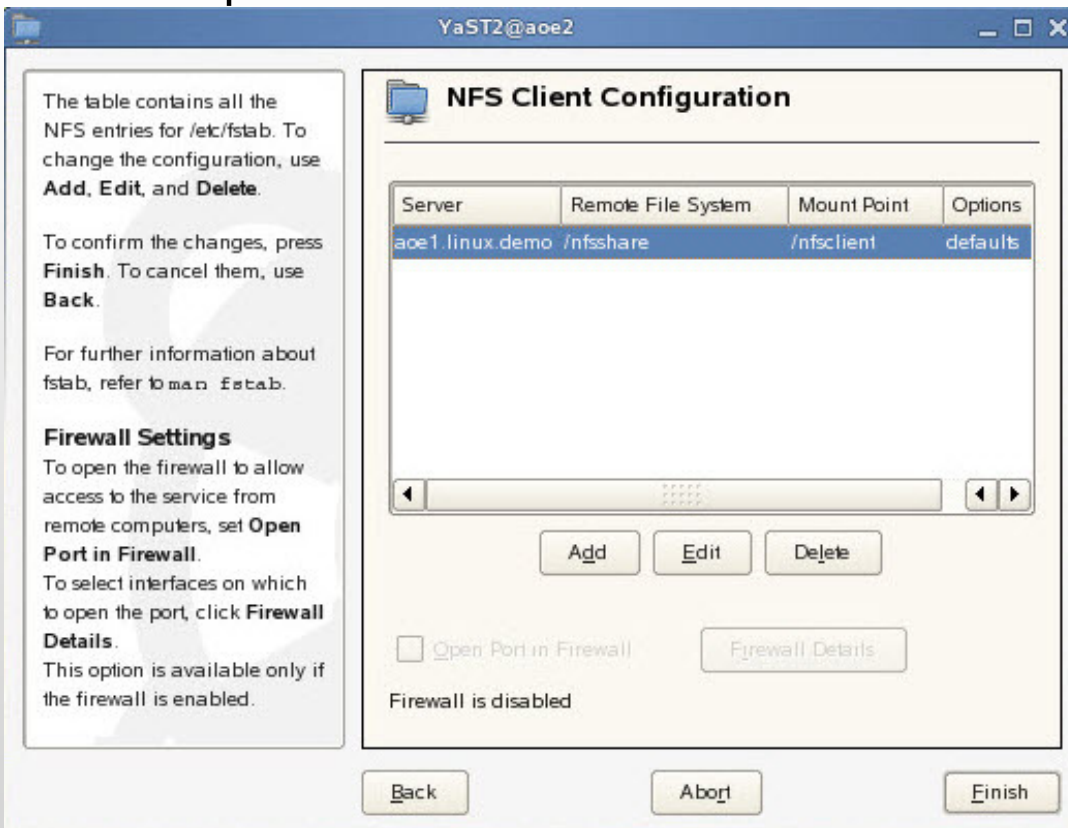 YaST2@aoe2
The table contains all the
NFS entries for /etc/fstab. To
change the configuration, use
Add, Edit, and Delete.
To confirm the changes, press
Finish. To cancel them, use
Back.
For further information about
fstab, refer to man fstab.
Firewall Settings
To open the firewall to allow
access to the service from
remote computers, set Open
Port in Firewall.
To select interfaces on which
to open the port, click Firewall
Details.
This option is available only if
the firewall is enabled.
NFS Client Configuration
Server Remote File System Mount Point Options
aoe1.linux.demo /nfsshare /nfsclient defaults
Add Edit Delete
Open Port in Firewall Firewall Details
Firewall is disabled
Back Abort Finish